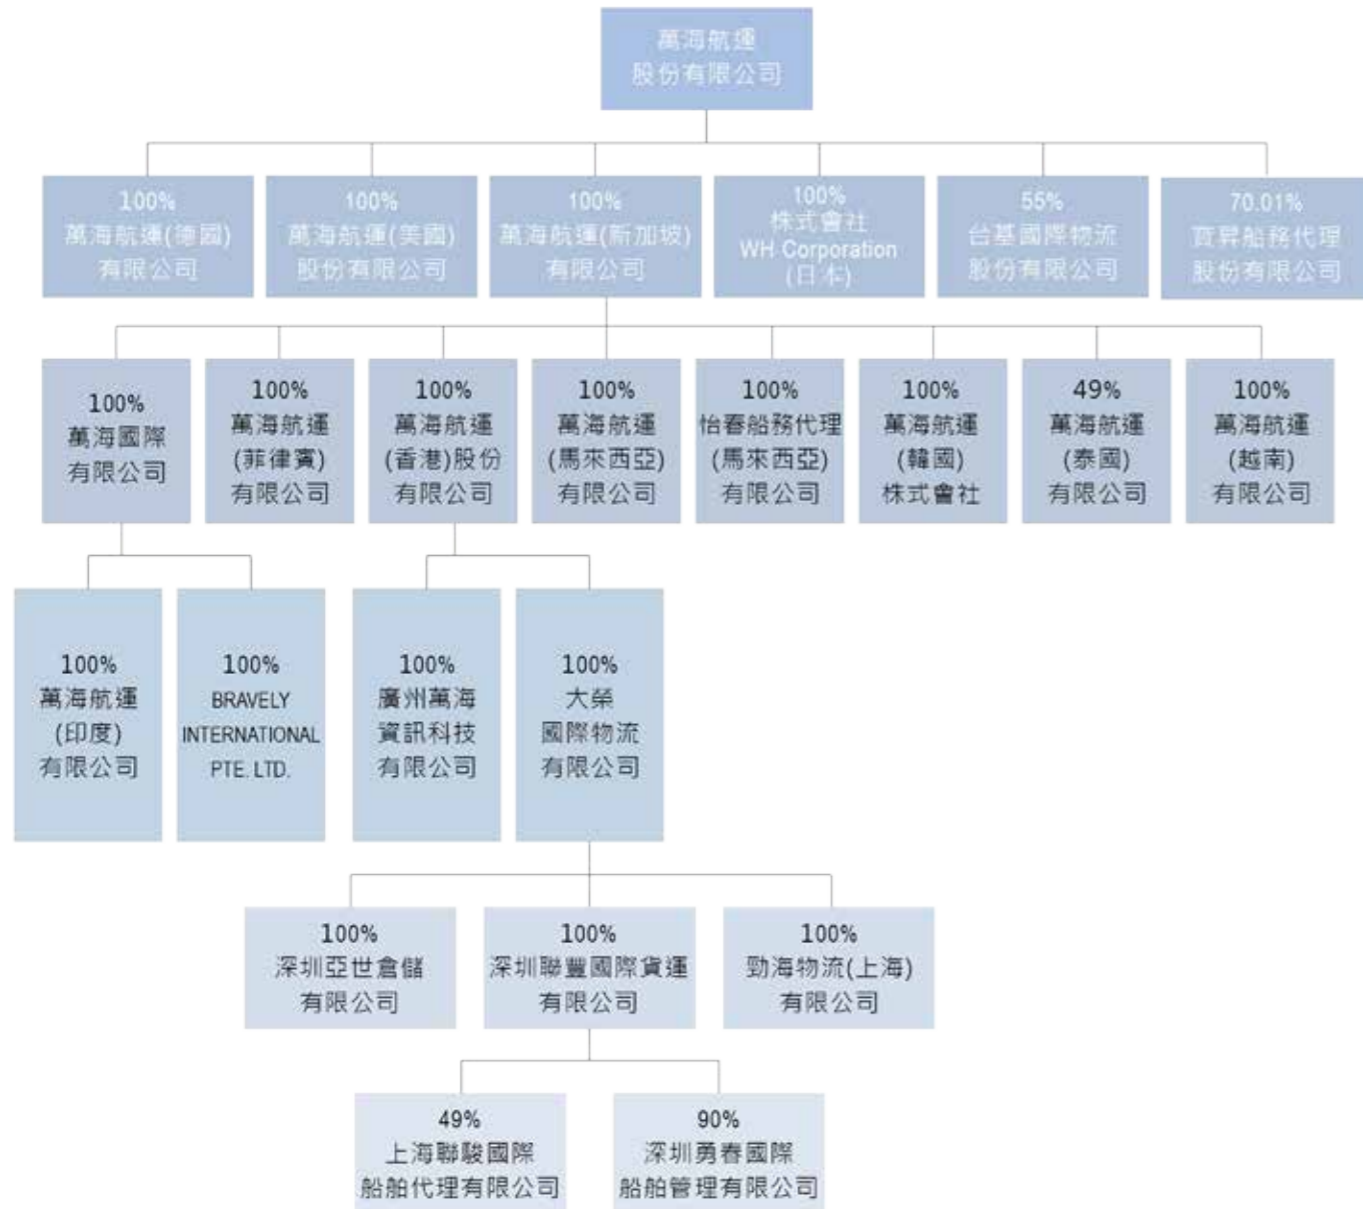 萬海航運
股份有限公司
100%
萬海航運(德國)
有限公司
100%
萬海航運(美國)
股份有限公司
100%
萬海航運(新加坡)
有限公司
100%
株式會社
WH Corporation
(日本)
55%
台基國際物流
股份有限公司
70.01%
寶昇船務代理
股份有限公司
100%
萬海國際
有限公司
100%
萬海航運
(菲律賓)
有限公司
100%
萬海航運
(香港)股份
有限公司
100%
萬海航運
(馬來西亞)
有限公司
100%
怡春船務代理
(馬來西亞)
有限公司
100%
萬海航運
(韓國)
株式會社
49%
萬海航運
(泰國)
有限公司
100%
萬海航運
(越南)
有限公司
100%
萬海航運
(印度)
有限公司
100%
BRAVELY
INTERNATIONAL
PTE. LTD.
100%
廣州萬海
資訊科技
有限公司
100%
大榮
國際物流
有限公司
100%
深圳亞世倉儲
有限公司
100%
深圳聯豐國際貨運
有限公司
100%
勁海物流(上海)
有限公司
49%
上海聯駿國際
船舶代理有限公司
90%
深圳勇春國際
船舶管理有限公司